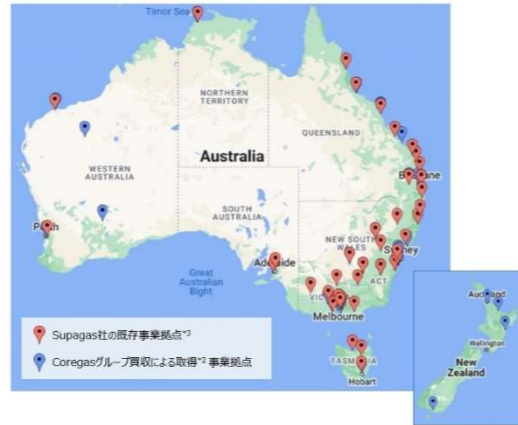 Timor Sea
NORTHERN
TERRITORY
QUEENSLAND
Australia
WESTERN
AUSTRALIA
SOUTH
AUSTRALIA
NEW SOUTH
WALES
Sydney
ACT
Great
Australian
Bight
Melbourne
TASMANIA
Hobart
Supagas社の既存事業拠点*3
Coregasグループ買収による取得*2 事業拠点
Auckland
Wellington
New
Zealand